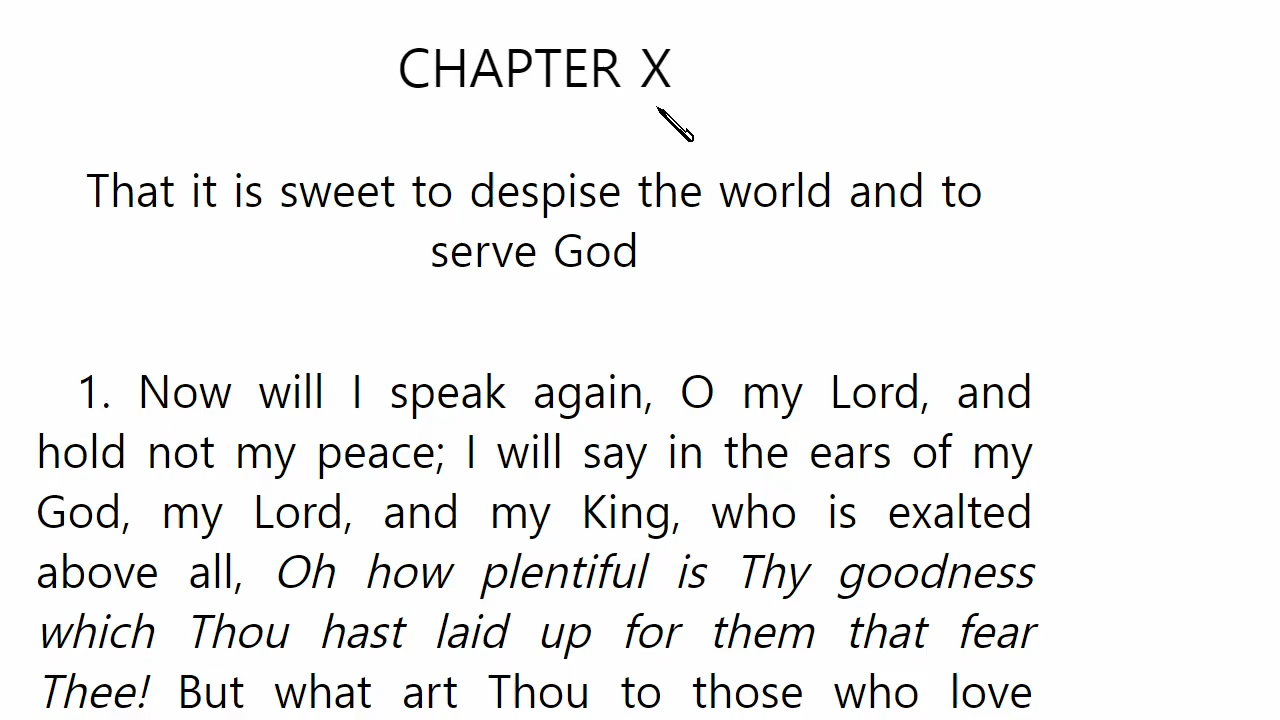 CHAPTER X
That it is sweet to despise the world and to
serve God
1. Now will I speak again, O my Lord, and
hold not my peace; I will say in the ears of my
God, my Lord, and my King, who is exalted
above all, Oh how plentiful is Thy goodness
which Thou hast laid up for them that fear
Thee! But what art Thou to those who love